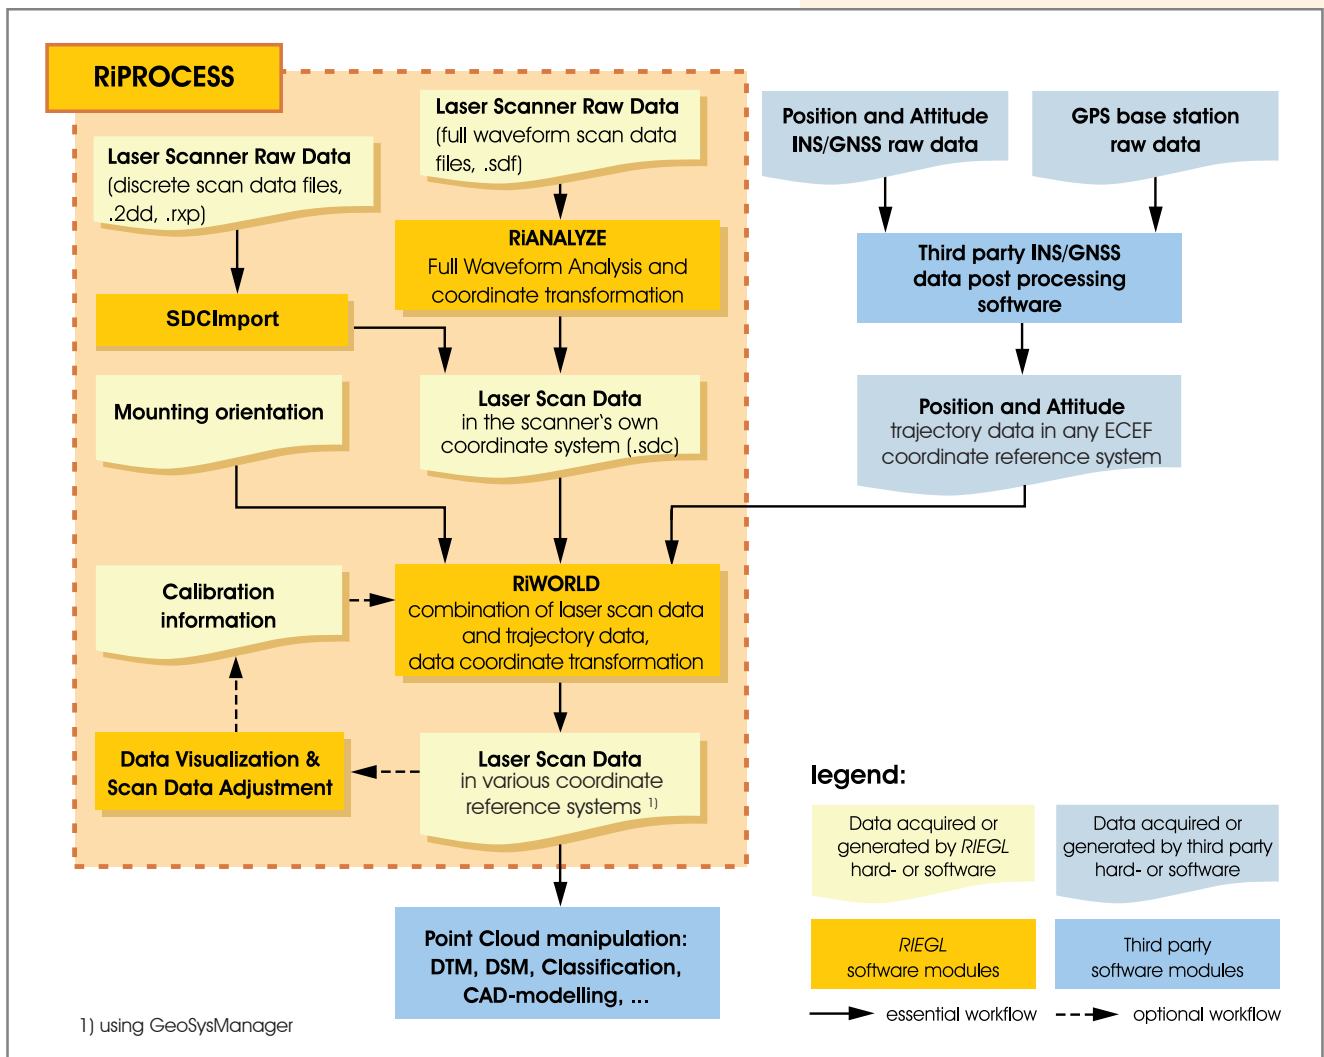 RiPROCESS
Laser Scanner Raw Data
(discrete scan data files,
.2dd, .rxp)
Laser Scanner Raw Data
(full waveform scan data
files, .sdf)
Position and Attitude
INS/GNSS raw data
GPS base station
raw data
SDCImport
RiANALYZE
Full Waveform Analysis and
coordinate transformation
Third party INS/GNSS
data post processing
software
Mounting orientation
Laser Scan Data
in the scanner's own
coordinate system (.sdc)
Position and Attitude
trajectory data in any ECEF
coordinate reference system
Calibration
information
RiWORLD
combination of laser scan data
and trajectory data,
data coordinate transformation
Data Visualization &
Scan Data Adjustment
Laser Scan Data
in various coordinate
reference systems 1)
Point Cloud manipulation:
DTM, DSM, Classification,
CAD-modelling, ...
1) using GeoSysManager
legend:
Data acquired or
generated by RIEGL
hard- or software
Data acquired or
generated by third party
hard- or software
RIEGL
software modules
Third party
software modules
essential workflow
optional workflow